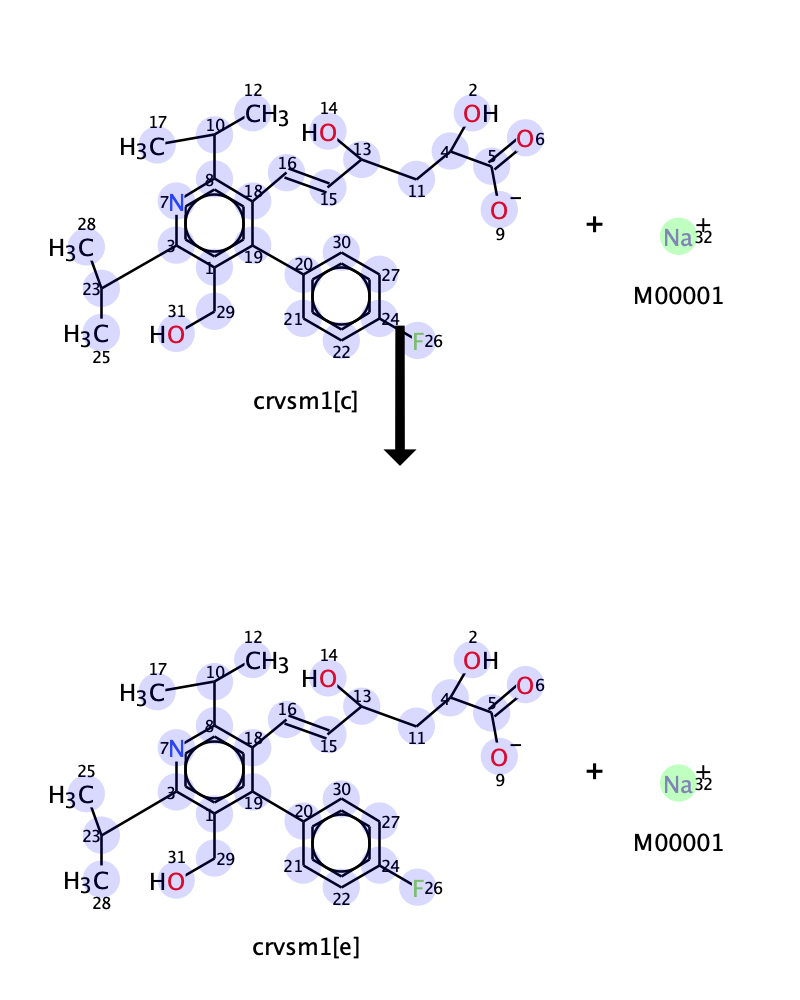 12
17
CH3
2
OH
14
HO
10
H3C
13
O6
4
5
16
8
11
18
15
7N
O−
9
28
H3C
3
19
30
+
Na+
32
1
20
27
23
M00001
31
29
H3C
HO
21
24
F26
25
22
crvsm1[c]
12
2
17
CH3
14
OH
10
HO
H3C
13
4
5
O6
16
8
11
18
15
7N
O−
9
25
H3C
3
19
30
+
Na+
32
1
20
27
23
M00001
31
29
21
24
H3C
HO
F26
28
22
crvsm1[e]